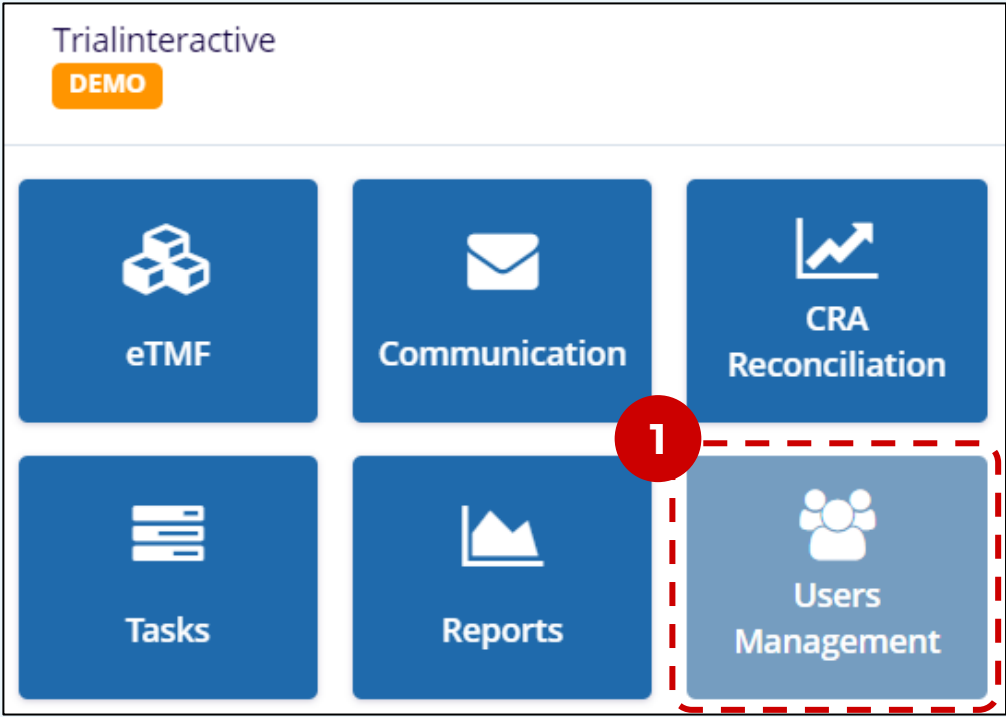 Trialinteractive
DEMO
eTMF
Communication
CRA
Reconciliation
1
Tasks
Reports
Users
Management